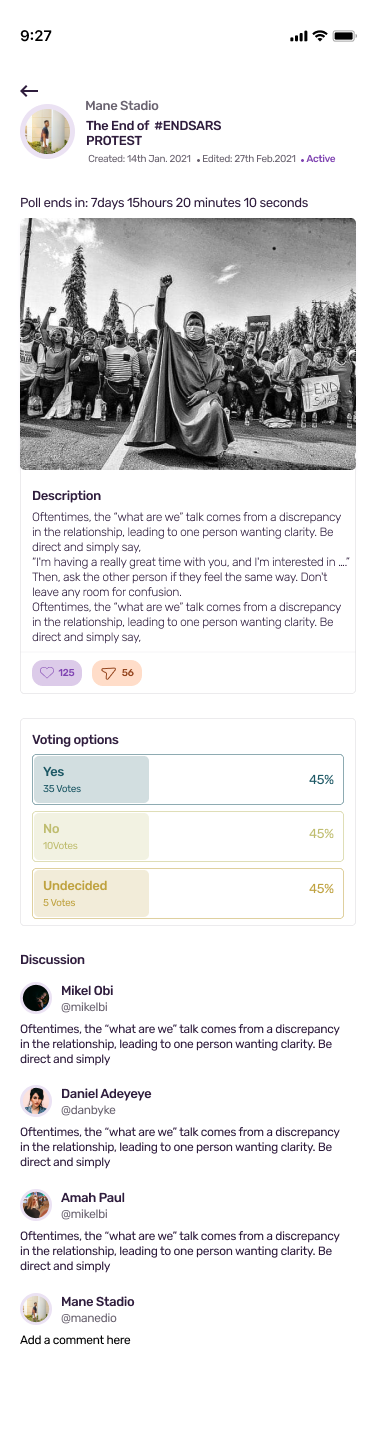 9:27
Mane Stadio
The End of #ENDSARS
PROTEST
Created: 14th Jan. 2021 • Edited: 27th Feb.2021 • Active
Poll ends in: 7days 15hours 20 minutes 10 seconds
#END
SARS
Description
Oftentimes, the “what are we” talk comes from a discrepancy
in the relationship, leading to one person wanting clarity. Be
direct and simply say,
“I'm having a really great time with you, and I'm interested in ....”
Then, ask the other person if they feel the same way. Don't
leave any room for confusion.
Oftentimes, the “what are we” talk comes from a discrepancy
in the relationship, leading to one person wanting clarity. Be
direct and simply say,
125 56
Voting options
Yes
35 Votes
45%
No
10Votes
45%
Undecided
5 Votes
45%
Discussion
Mikel Obi
@mikelbi
Oftentimes, the “what are we” talk comes from a discrepancy
in the relationship, leading to one person wanting clarity. Be
direct and simply
Daniel Adeyeye
@danbyke
Oftentimes, the “what are we” talk comes from a discrepancy
in the relationship, leading to one person wanting clarity. Be
direct and simply
Amah Paul
@mikelbi
Oftentimes, the “what are we” talk comes from a discrepancy
in the relationship, leading to one person wanting clarity. Be
direct and simply
Mane Stadio
@manedio
Add a comment here